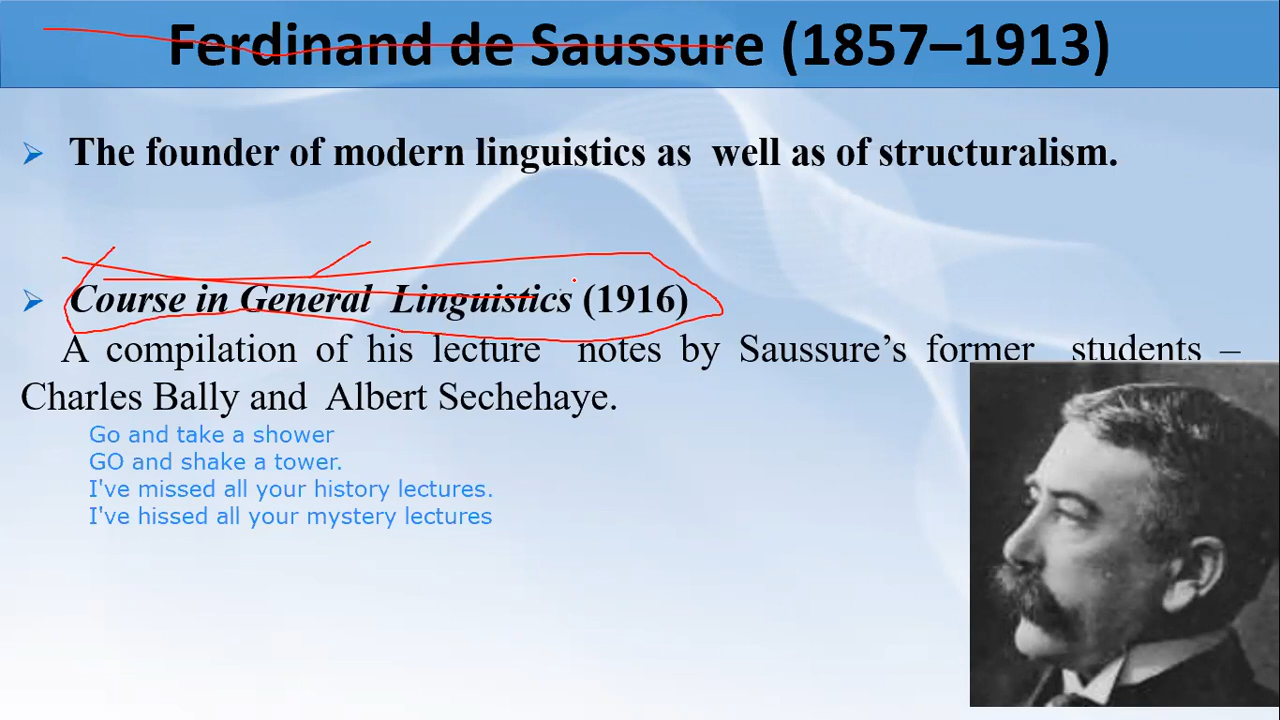 Ferdinand de Saussure (1857–1913)
The founder of modern linguistics as well as of structuralism.
Course in General Linguistics (1916)
A compilation of his lecture notes by Saussure’s former students –
Charles Bally and Albert Sechehaye.
Go and take a shower
GO and shake a tower.
I've missed all your history lectures.
I've hissed all your mystery lectures